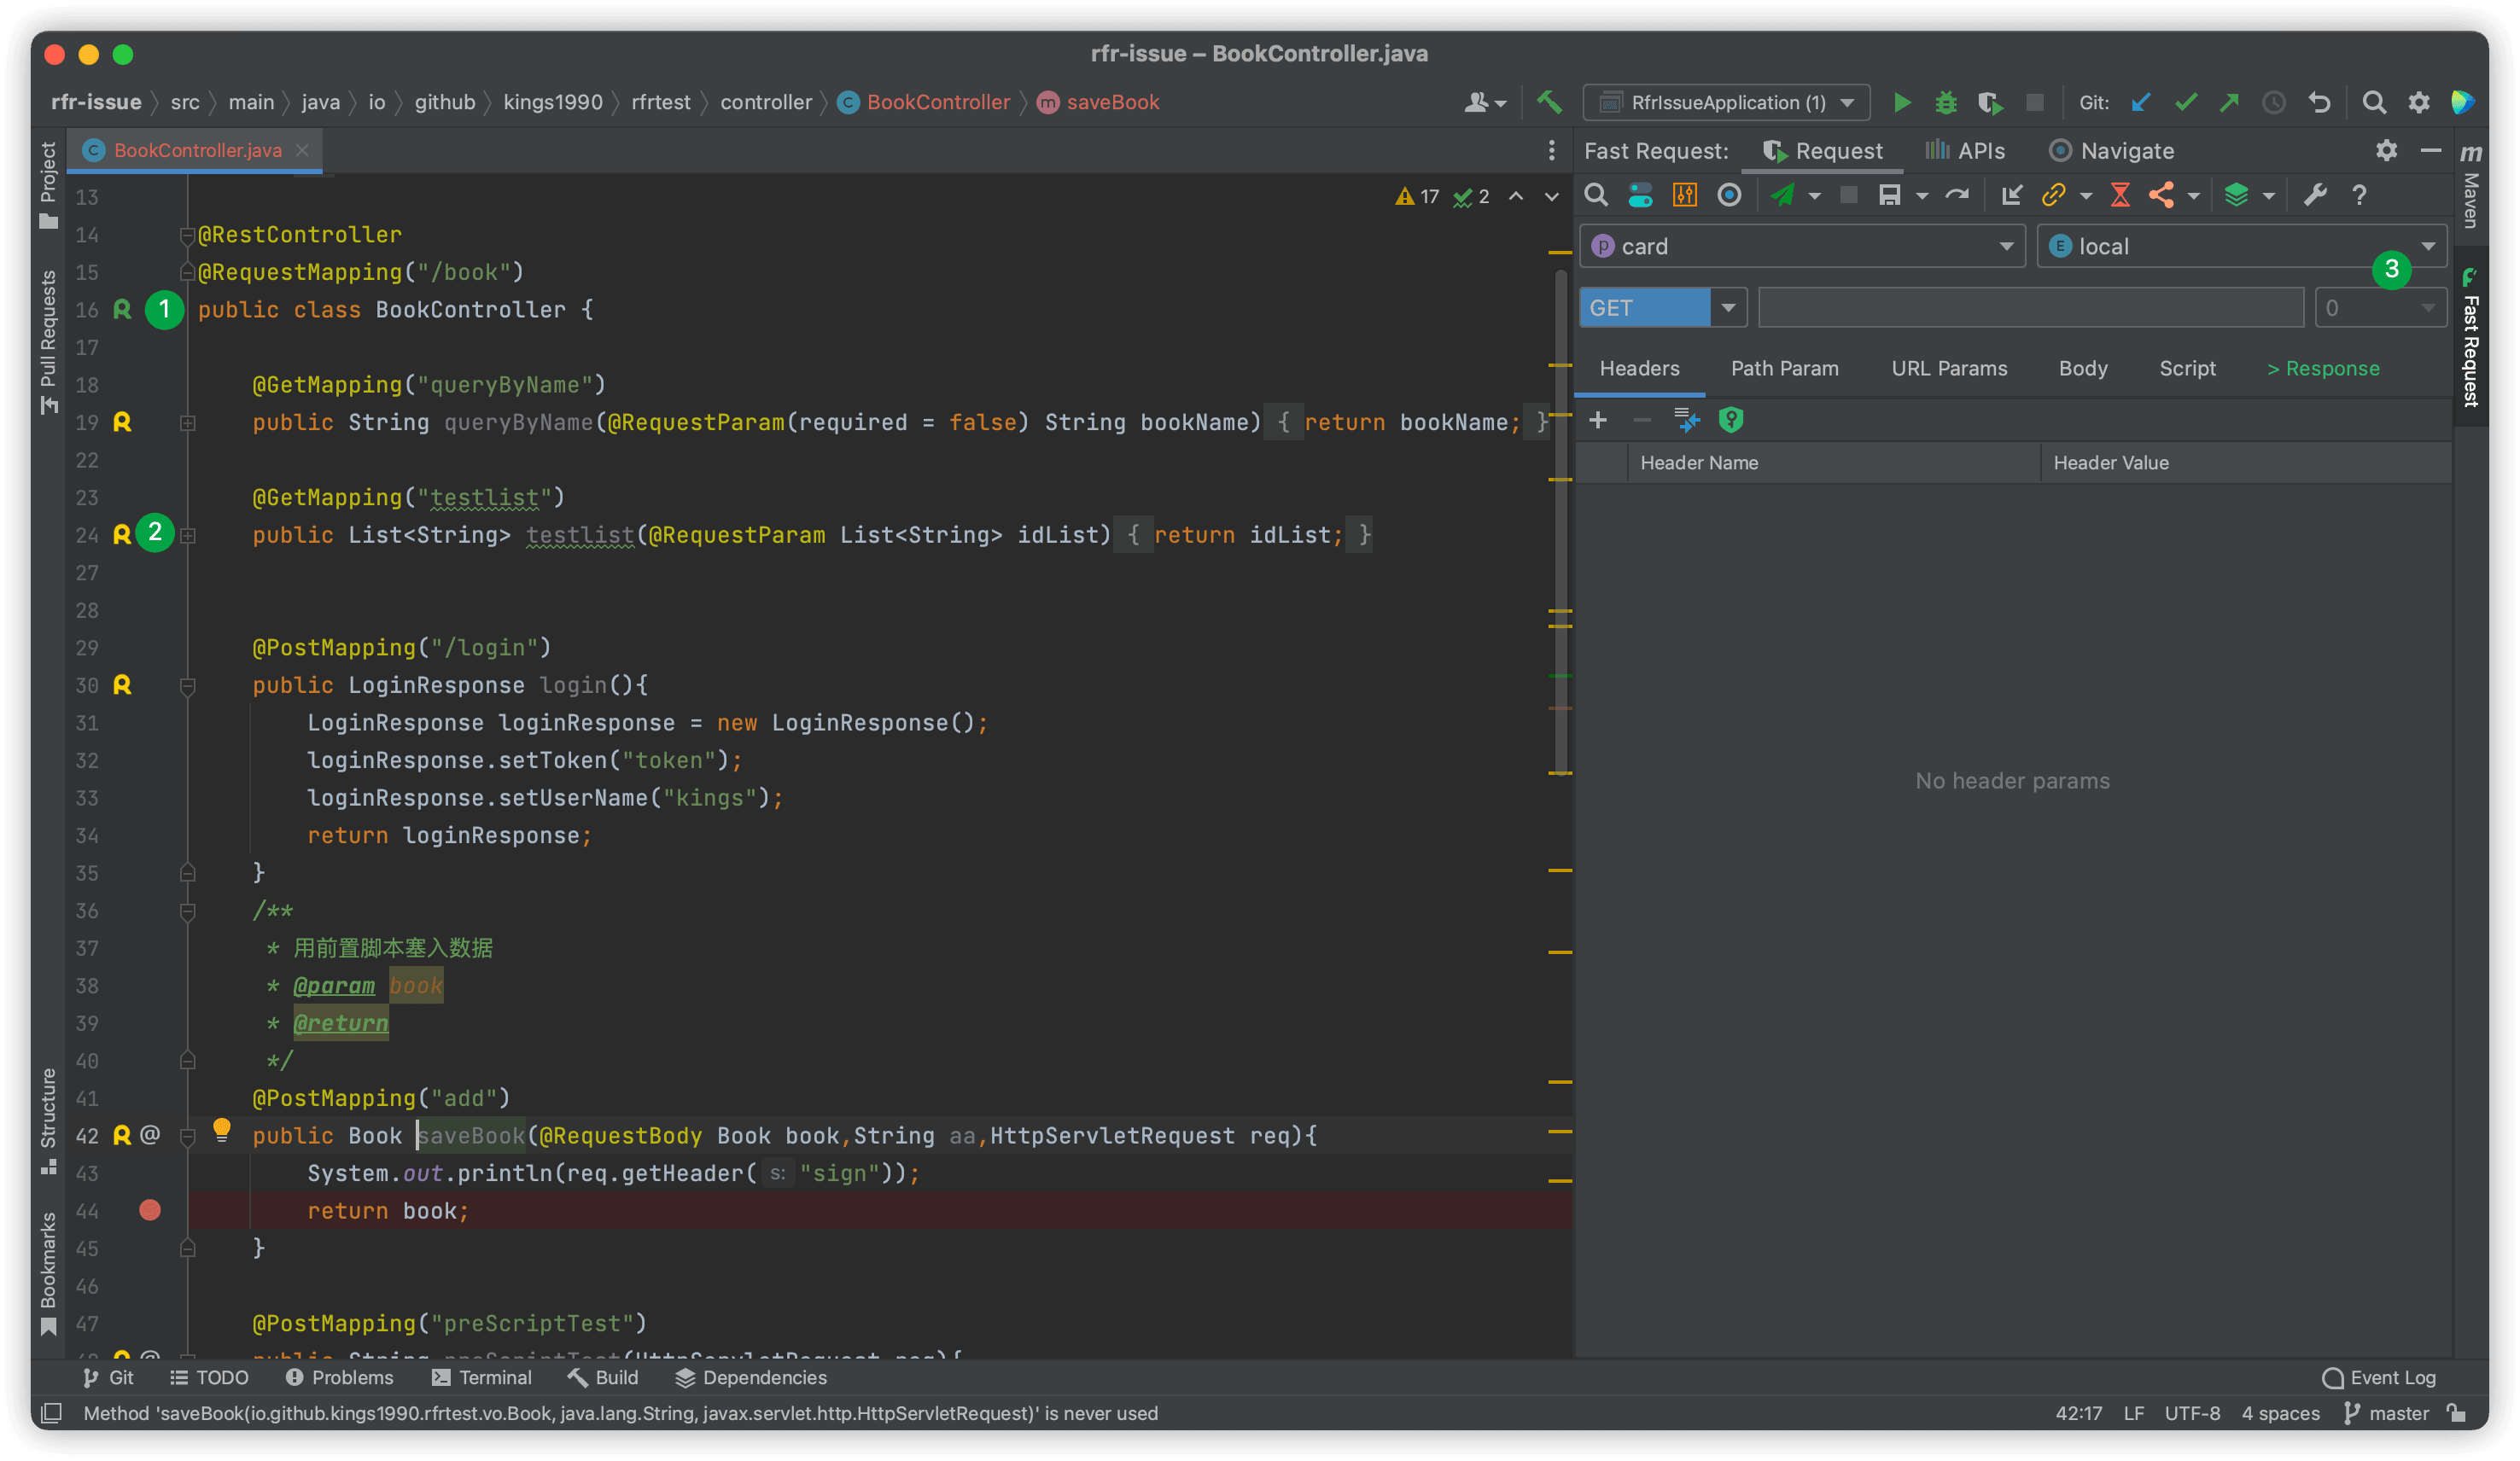 rfr-issue – BookController.java
rfr-issue src main java io github kings1990 rfrtest controller BookController saveBook
RfrIssueApplication (1) Git:
BookController.java
Fast Request: Request APIs Navigate
17 2
Project
Pull Requests
Structure
Bookmarks
Maven
Fast Request
13
14 @RestController
15 @RequestMapping("/book")
16 1 public class BookController {
17
18 @GetMapping("queryByName")
19 public String queryByName(@RequestParam(required = false) String bookName) { return bookName; }
22
23 @GetMapping("testlist")
24 2 public List<String> testlist(@RequestParam List<String> idList) { return idList; }
27
28
29 @PostMapping("/login")
30 public LoginResponse login(){
31 LoginResponse loginResponse = new LoginResponse();
32 loginResponse.setToken("token");
33 loginResponse.setUserName("kings");
34 return loginResponse;
35 }
36 /**
37 * 用前置脚本塞入数据
38 * @param book
39 * @return
40 */
41 @PostMapping("add")
42 public Book saveBook(@RequestBody Book book,String aa,HttpServletRequest req){
43 System.out.println(req.getHeader( s: "sign"));
44 return book;
45 }
46
47 @PostMapping("preScriptTest")
48 public String preScriptTest(HttpServletRequest req){
card local
3
GET 0
Headers Path Param URL Params Body Script > Response
Header Name Header Value
No header params
Git TODO Problems Terminal Build Dependencies Event Log
Method 'saveBook(io.github.kings1990.rfrtest.vo.Book, java.lang.String, javax.servlet.http.HttpServletRequest)' is never used 42:17 LF UTF-8 4 spaces master